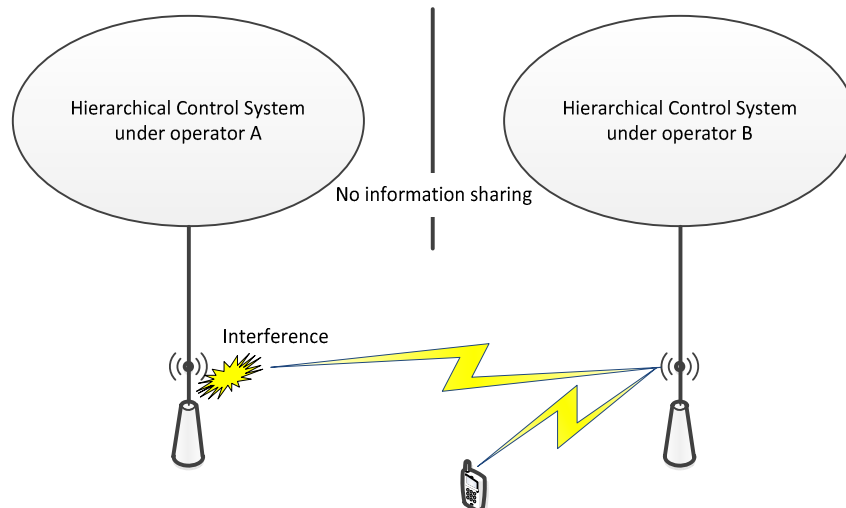 Hierarchical Control System
under operator A
Hierarchical Control System
under operator B
No information sharing
Interference